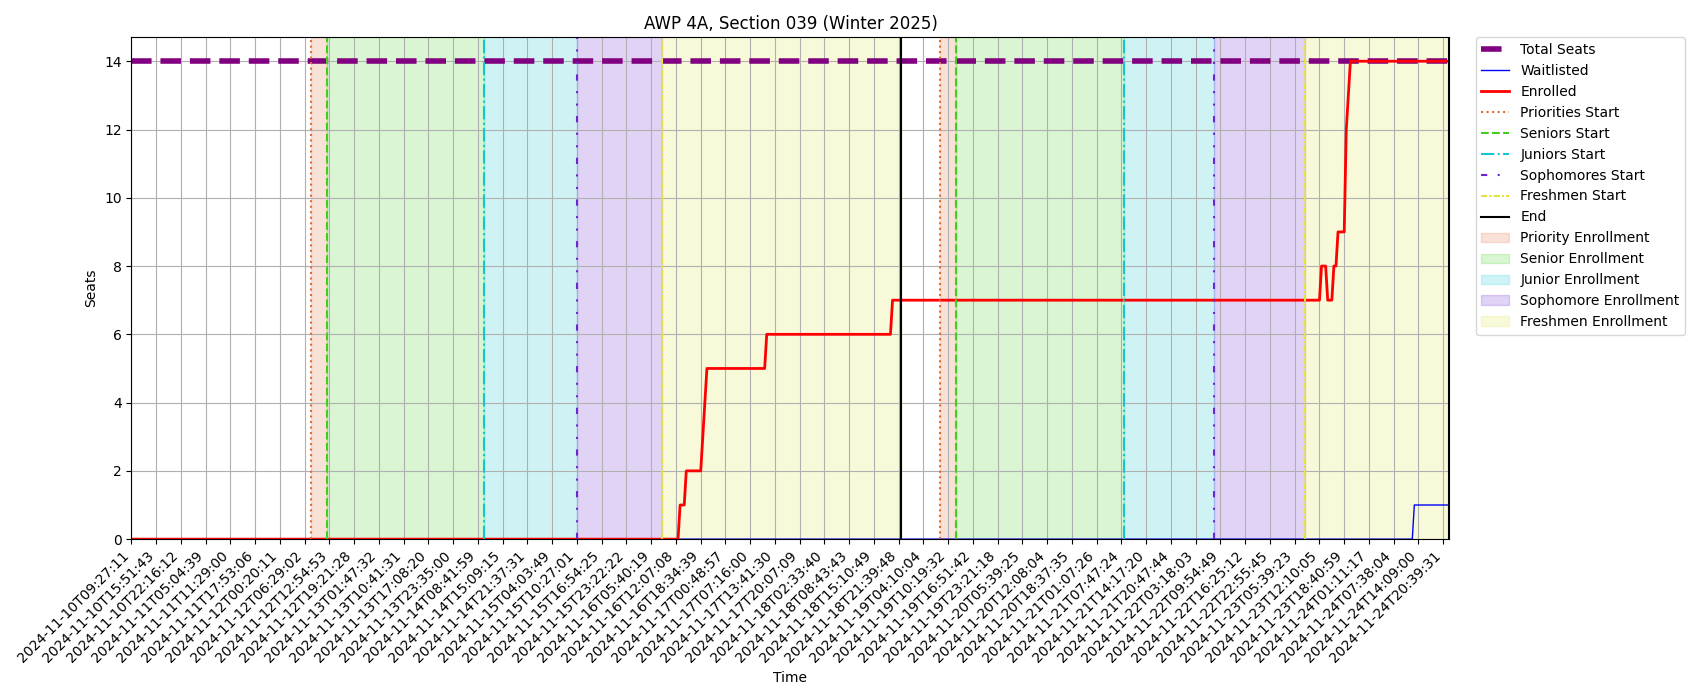 AWP 4A, Section 039 (Winter 2025)
Seats
14
12
10
8
6
4
2
0
2024-11-10T09:27:11
2024-11-10T15:51:43
2024-11-10T22:16:12
2024-11-11T05:04:39
2024-11-11T11:29:00
2024-11-11T17:53:06
2024-11-12T00:20:11
2024-11-12T06:29:02
2024-11-12T12:54:53
2024-11-12T19:21:28
2024-11-13T01:47:32
2024-11-13T10:41:31
2024-11-13T17:08:20
2024-11-13T23:35:00
2024-11-14T08:41:59
2024-11-14T15:09:15
2024-11-14T21:37:31
2024-11-15T04:03:49
2024-11-15T10:27:01
2024-11-15T16:54:25
2024-11-15T23:22:22
2024-11-16T05:40:19
2024-11-16T12:07:08
2024-11-16T18:34:39
2024-11-17T00:48:57
2024-11-17T07:16:00
2024-11-17T13:41:30
2024-11-17T20:07:09
2024-11-18T02:33:40
2024-11-18T08:43:43
2024-11-18T15:10:49
2024-11-18T21:39:48
2024-11-19T04:10:04
2024-11-19T10:19:32
2024-11-19T16:51:42
2024-11-19T23:21:18
2024-11-20T05:39:25
2024-11-20T12:08:04
2024-11-20T18:37:35
2024-11-21T01:07:26
2024-11-21T07:47:24
2024-11-21T14:17:20
2024-11-21T20:47:44
2024-11-22T03:18:03
2024-11-22T09:54:49
2024-11-22T16:25:12
2024-11-22T22:55:45
2024-11-23T05:39:23
2024-11-23T12:10:05
2024-11-23T18:40:59
2024-11-24T01:11:17
2024-11-24T07:38:04
2024-11-24T14:09:00
2024-11-24T20:39:31
Time
Total Seats
Waitlisted
Enrolled
Priorities Start
Seniors Start
Juniors Start
Sophomores Start
Freshmen Start
End
Priority Enrollment
Senior Enrollment
Junior Enrollment
Sophomore Enrollment
Freshmen Enrollment